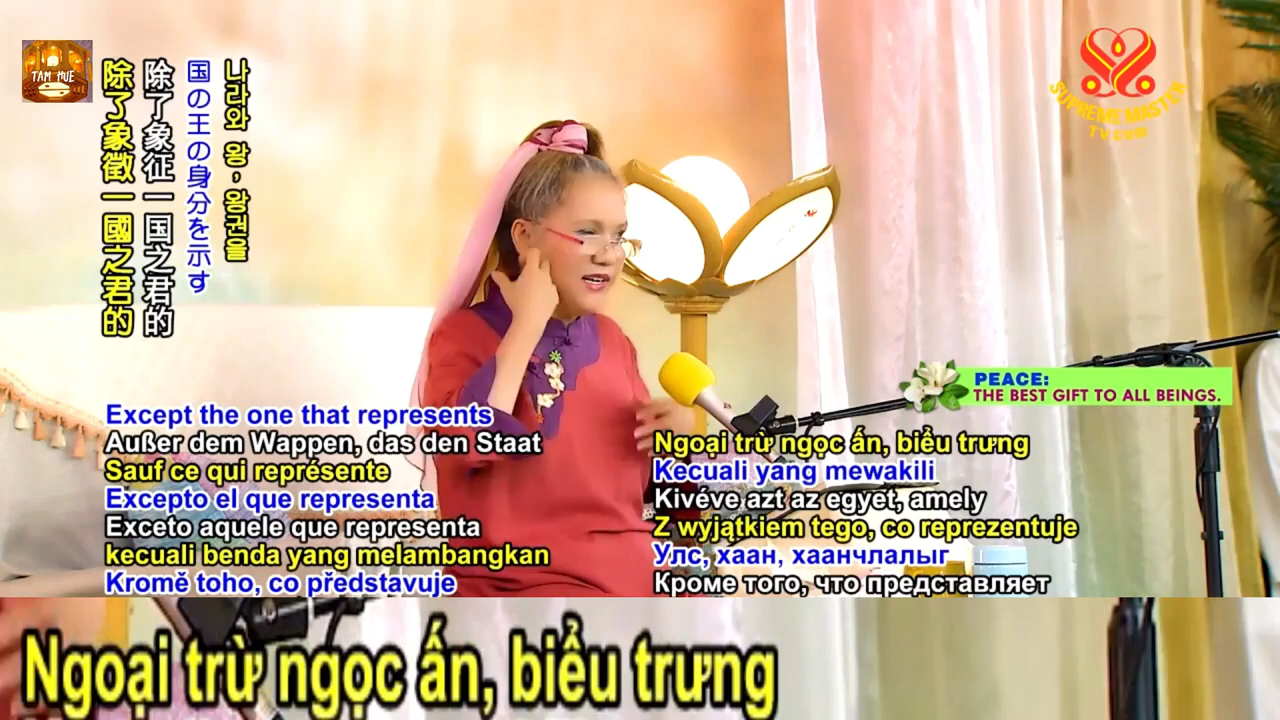 TAM HUE
除了象徵一國之君的
除了象征一国之君的
国の王の身分を示す
나라와 왕, 왕권을
SUPREME MASTER
TV.com
PEACE:
THE BEST GIFT TO ALL BEINGS.
Except the one that represents
Außer dem Wappen, das den Staat
Sauf ce qui représente
Excepto el que representa
Exceto aquele que representa
kecuali benda yang melambangkan
Kromě toho, co představuje
Ngoại trừ ngọc ấn, biểu trưng
Kecuali yang mewakili
Kivéve azt az egyet, amely
Z wyjątkiem tego, co reprezentuje
Улс, хаан, хаанчлалыг
Кроме того, что представляет
Ngoại trừ ngọc ấn, biểu trưng